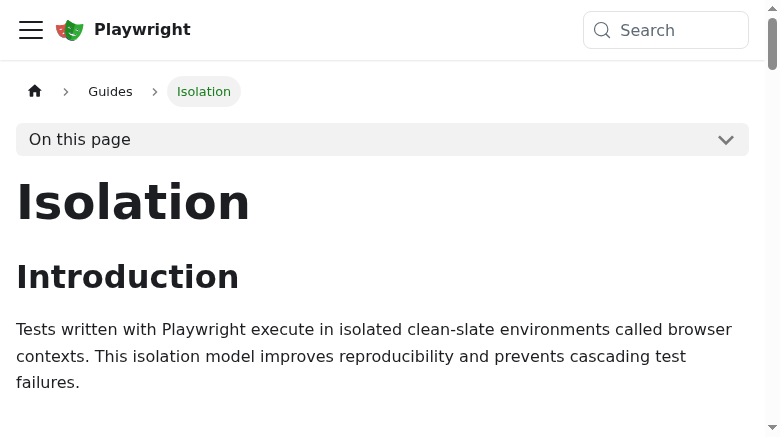 Playwright
Search
Guides
Isolation
On this page
Isolation
Introduction
Tests written with Playwright execute in isolated clean-slate environments called browser
contexts. This isolation model improves reproducibility and prevents cascading test
failures.